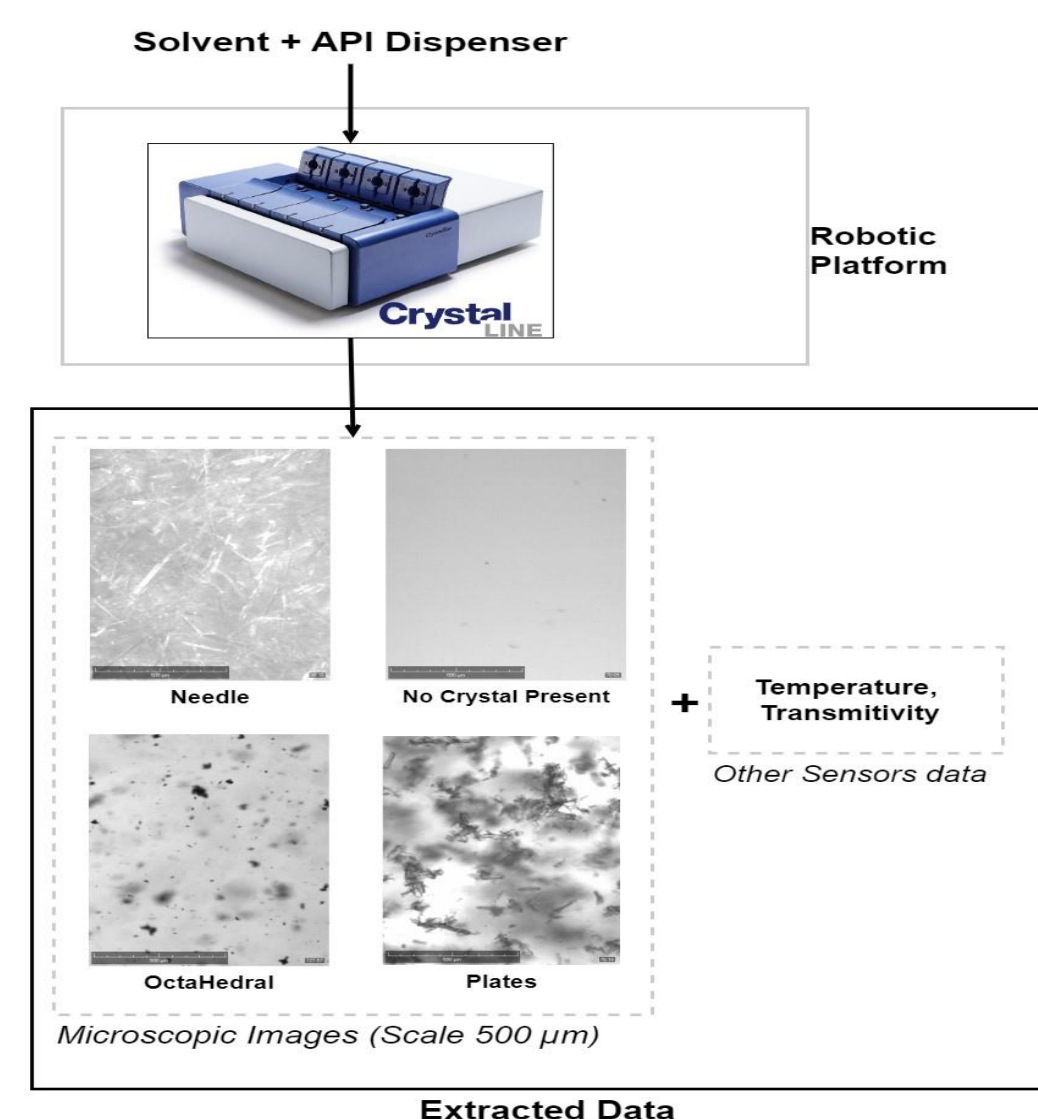 Solvent + API Dispenser
Robotic
Platform
Crystal
LINE
Needle
No Crystal Present
OctaHedral
Plates
Microscopic Images (Scale 500 µm)
+
Temperature,
Transmitivity
Other Sensors data
Extracted Data